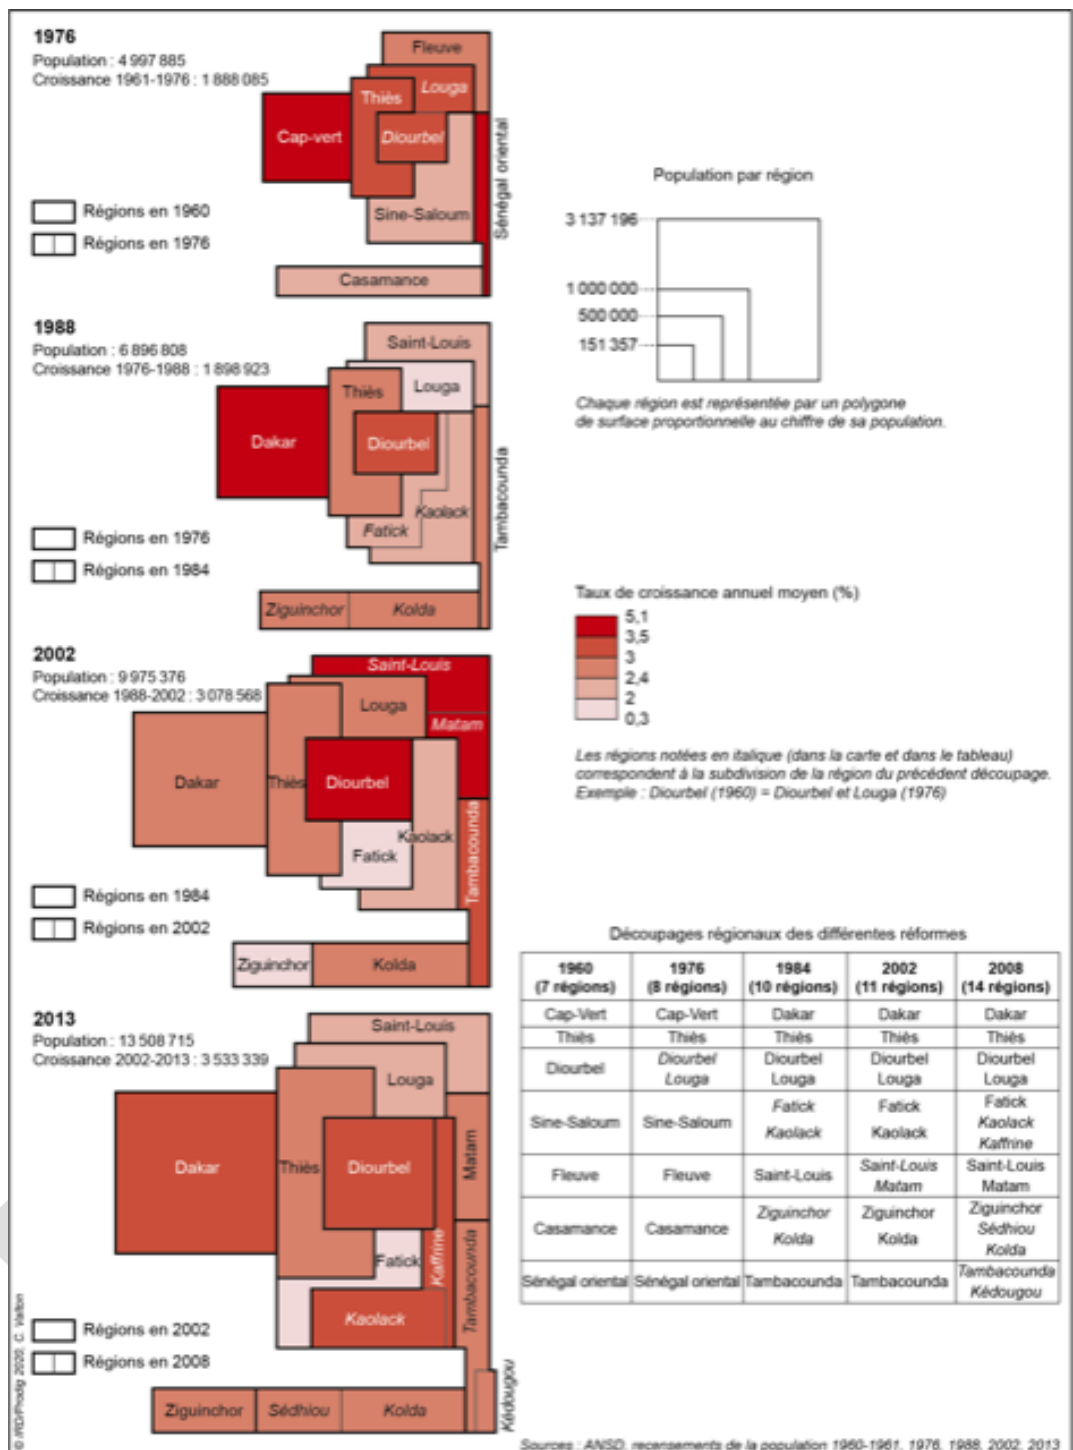 1976
Population : 4 997 885
Croissance 1961-1976 : 1 888 085
Fleuve
Louga
Thiès
Cap-vert
Diourbel
Sine-Saloum
Sénégal oriental
Casamance
Régions en 1960
Régions en 1976
1988
Population : 6 896 808
Croissance 1976-1988 : 1 898 923
Saint-Louis
Louga
Thiès
Dakar
Diourbel
Kaolack
Fatick
Tambacounda
Ziguinchor
Kolda
Régions en 1976
Régions en 1984
2002
Population : 9 975 376
Croissance 1988-2002 : 3 078 568
Saint-Louis
Louga
Matam
Dakar
Thiès
Diourbel
Kaolack
Fatick
Tambacounda
Ziguinchor
Kolda
Régions en 1984
Régions en 2002
2013
Population : 13 508 715
Croissance 2002-2013 : 3 533 339
Saint-Louis
Louga
Matam
Dakar
Thiès
Diourbel
Fatick
Kaffrine
Kaolack
Tambacounda
Kédougou
Ziguinchor
Sédhiou
Kolda
Régions en 2002
Régions en 2008
© IRD/Prodig 2020, C. Valton
Population par région
3 137 196
1 000 000
500 000
151 357
Chaque région est représentée par un polygone
de surface proportionnelle au chiffre de sa population.
Taux de croissance annuel moyen (%)
5,1
3,5
3
2,4
2
0,3
Les régions notées en italique (dans la carte et dans le tableau)
correspondent à la subdivision de la région du précédent découpage.
Exemple : Diourbel (1960) = Diourbel et Louga (1976)
Découpages régionaux des différentes réformes
1960 1976 1984 2002 2008
(7 régions) (8 régions) (10 régions) (11 régions) (14 régions)
Cap-Vert Cap-Vert Dakar Dakar Dakar
Thiès Thiès Thiès Thiès Thiès
Diourbel Diourbel Louga Diourbel Louga Diourbel Louga Diourbel Louga
Sine-Saloum Sine-Saloum Fatick Kaolack Fatick Kaolack Fatick Kaolack Kaffrine
Fleuve Fleuve Saint-Louis Saint-Louis Matam Saint-Louis Matam
Casamance Casamance Ziguinchor Kolda Ziguinchor Kolda Ziguinchor Sédhiou Kolda
Sénégal oriental Sénégal oriental Tambacounda Tambacounda Tambacounda Kédougou
Sources : ANSD, recensements de la population 1960-1961, 1976, 1988, 2002, 2013